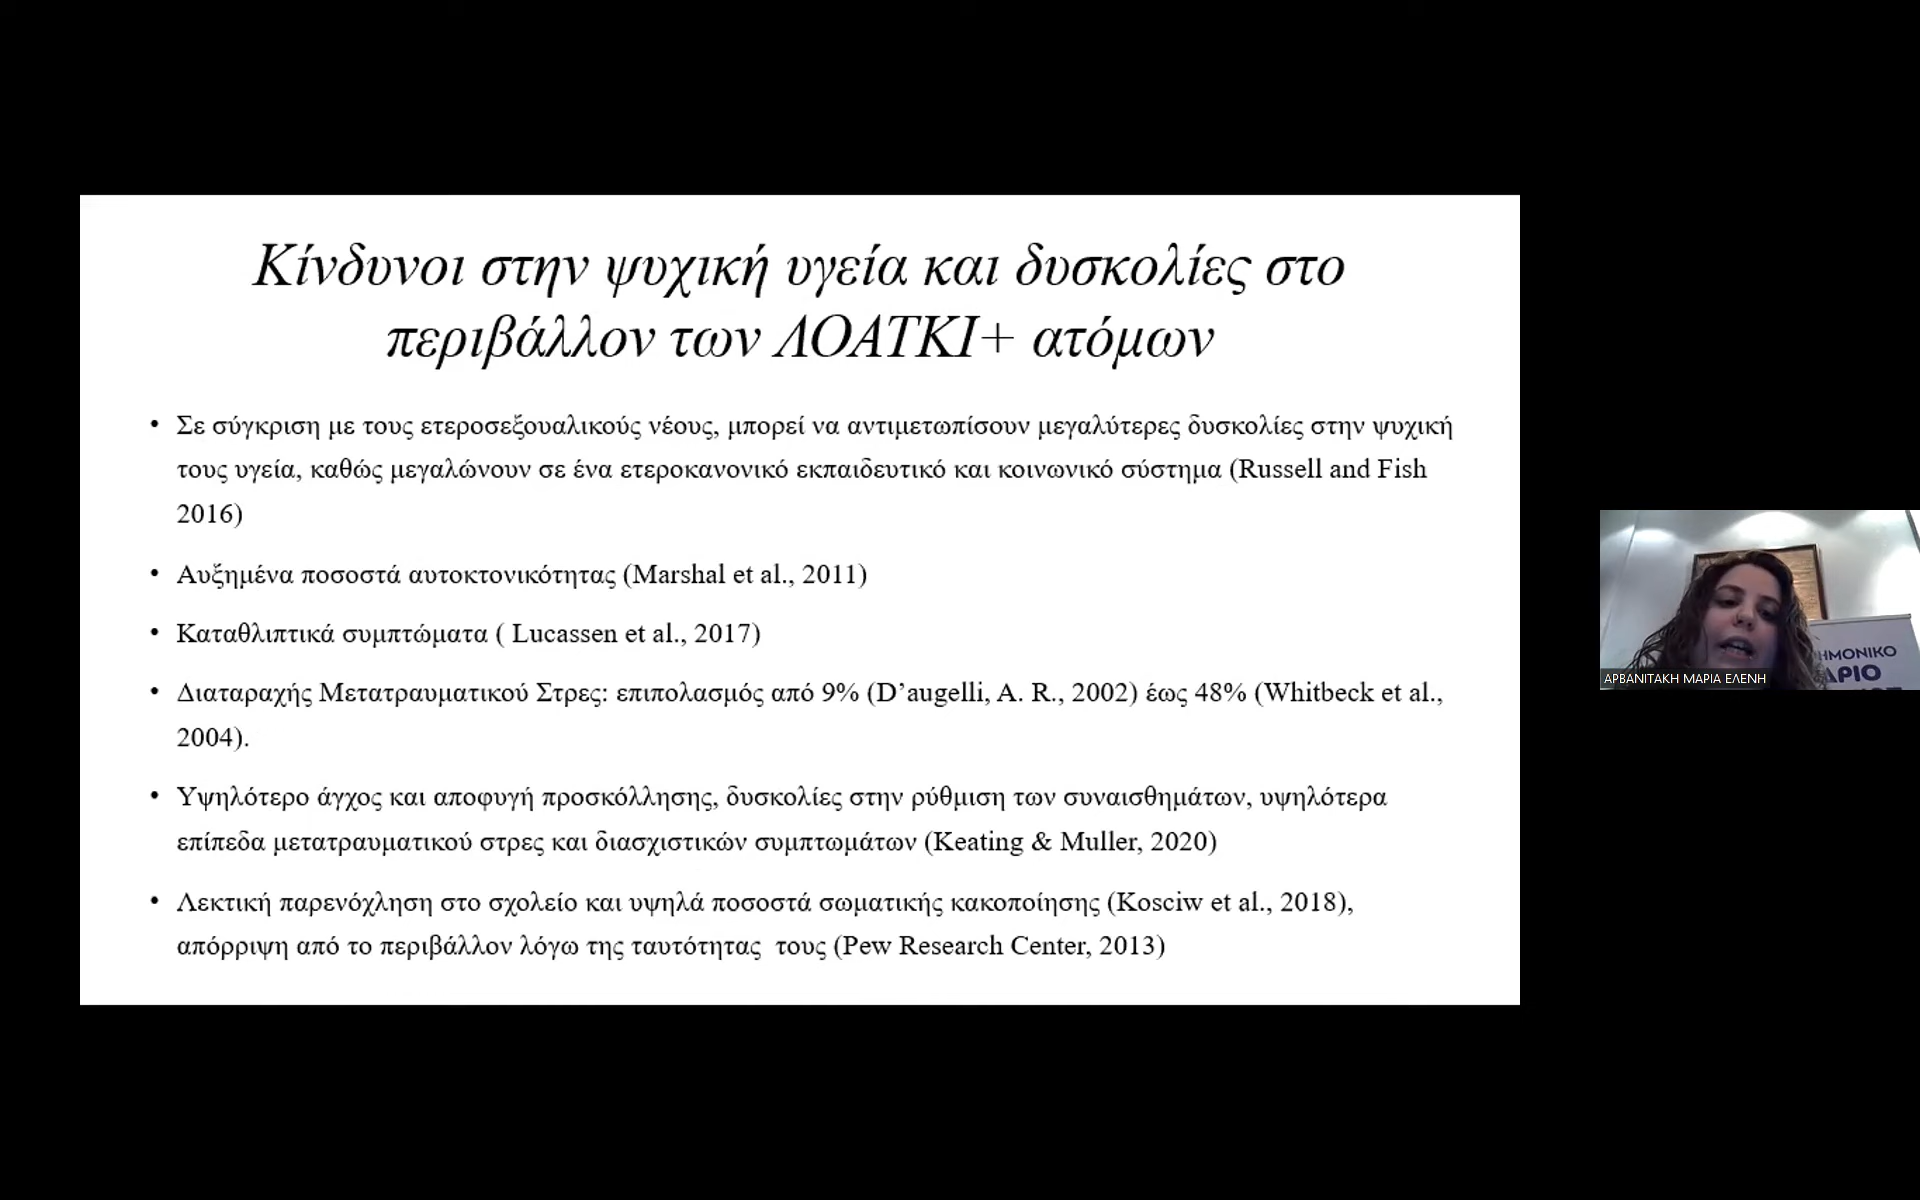 Κίνδυνοι στην ψυχική υγεία και δυσκολίες στο
περιβάλλον των ΛΟΑΤΚΙ+ ατόμων
• Σε σύγκριση με τους ετεροσεξουαλικούς νέους, μπορεί να αντιμετωπίσουν μεγαλύτερες δυσκολίες στην ψυχική
τους υγεία, καθώς μεγαλώνουν σε ένα ετεροκανονικό εκπαιδευτικό και κοινωνικό σύστημα (Russell and Fish
2016)
• Αυξημένα ποσοστά αυτοκτονικότητας (Marshal et al., 2011)
• Καταθλιπτικά συμπτώματα ( Lucassen et al., 2017)
• Διαταραχής Μετατραυματικού Στρες: επιπολασμός από 9% (D’augelli, A. R., 2002) έως 48% (Whitbeck et al.,
2004).
• Υψηλότερο άγχος και αποφυγή προσκόλλησης, δυσκολίες στην ρύθμιση των συναισθημάτων, υψηλότερα
επίπεδα μετατραυματικού στρες και διασχιστικών συμπτωμάτων (Keating & Muller, 2020)
• Λεκτική παρενόχληση στο σχολείο και υψηλά ποσοστά σωματικής κακοποίησης (Kosciw et al., 2018),
απόρριψη από το περιβάλλον λόγω της ταυτότητας  τους (Pew Research Center, 2013)
ΗΜΟΝΙΚΟ
ΑΡΙΟ
ΑΡΒΑΝΙΤΑΚΗ ΜΑΡΙΑ ΕΛΕΝΗ